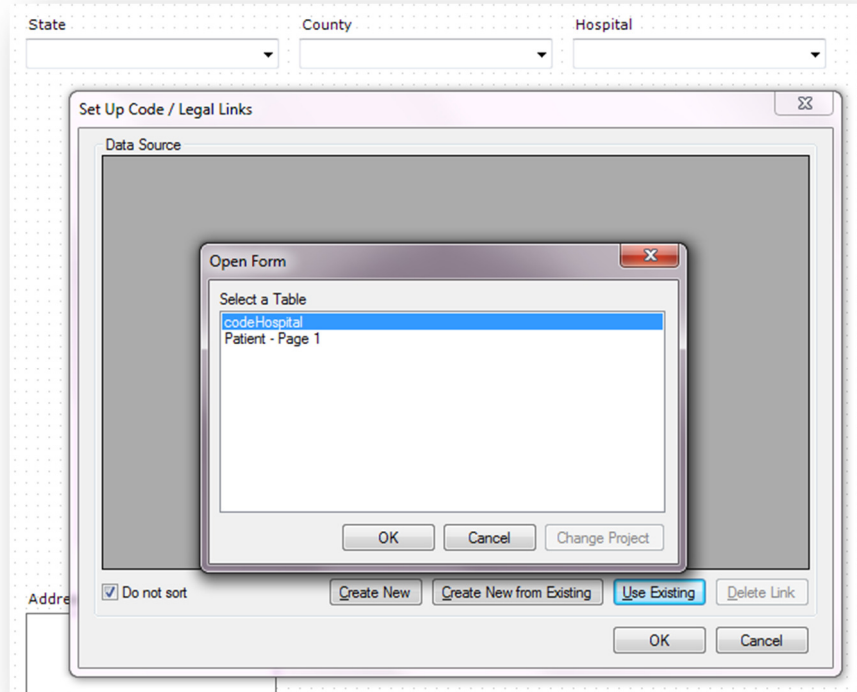 State County Hospital
Set Up Code / Legal Links
Data Source
Open Form
Select a Table
codeHospital
Patient - Page 1
OK Cancel Change Project
Do not sort Create New Create New from Existing Use Existing Delete Link
Addre
OK Cancel